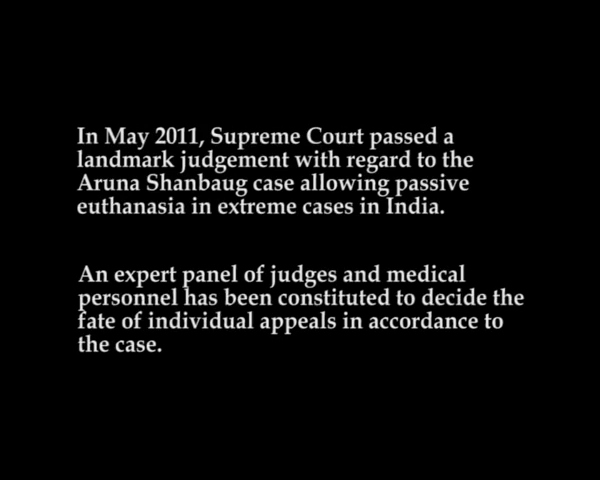 In May 2011, Supreme Court passed a
landmark judgement with regard to the
Aruna Shanbaug case allowing passive
euthanasia in extreme cases in India.
An expert panel of judges and medical
personnel has been constituted to decide the
fate of individual appeals in accordance to
the case.